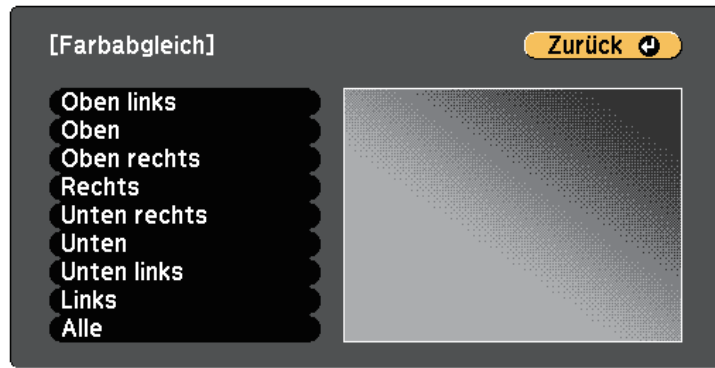 [Farbabgleich]
Zurück
Oben links
Oben
Oben rechts
Rechts
Unten rechts
Unten
Unten links
Links
Alle